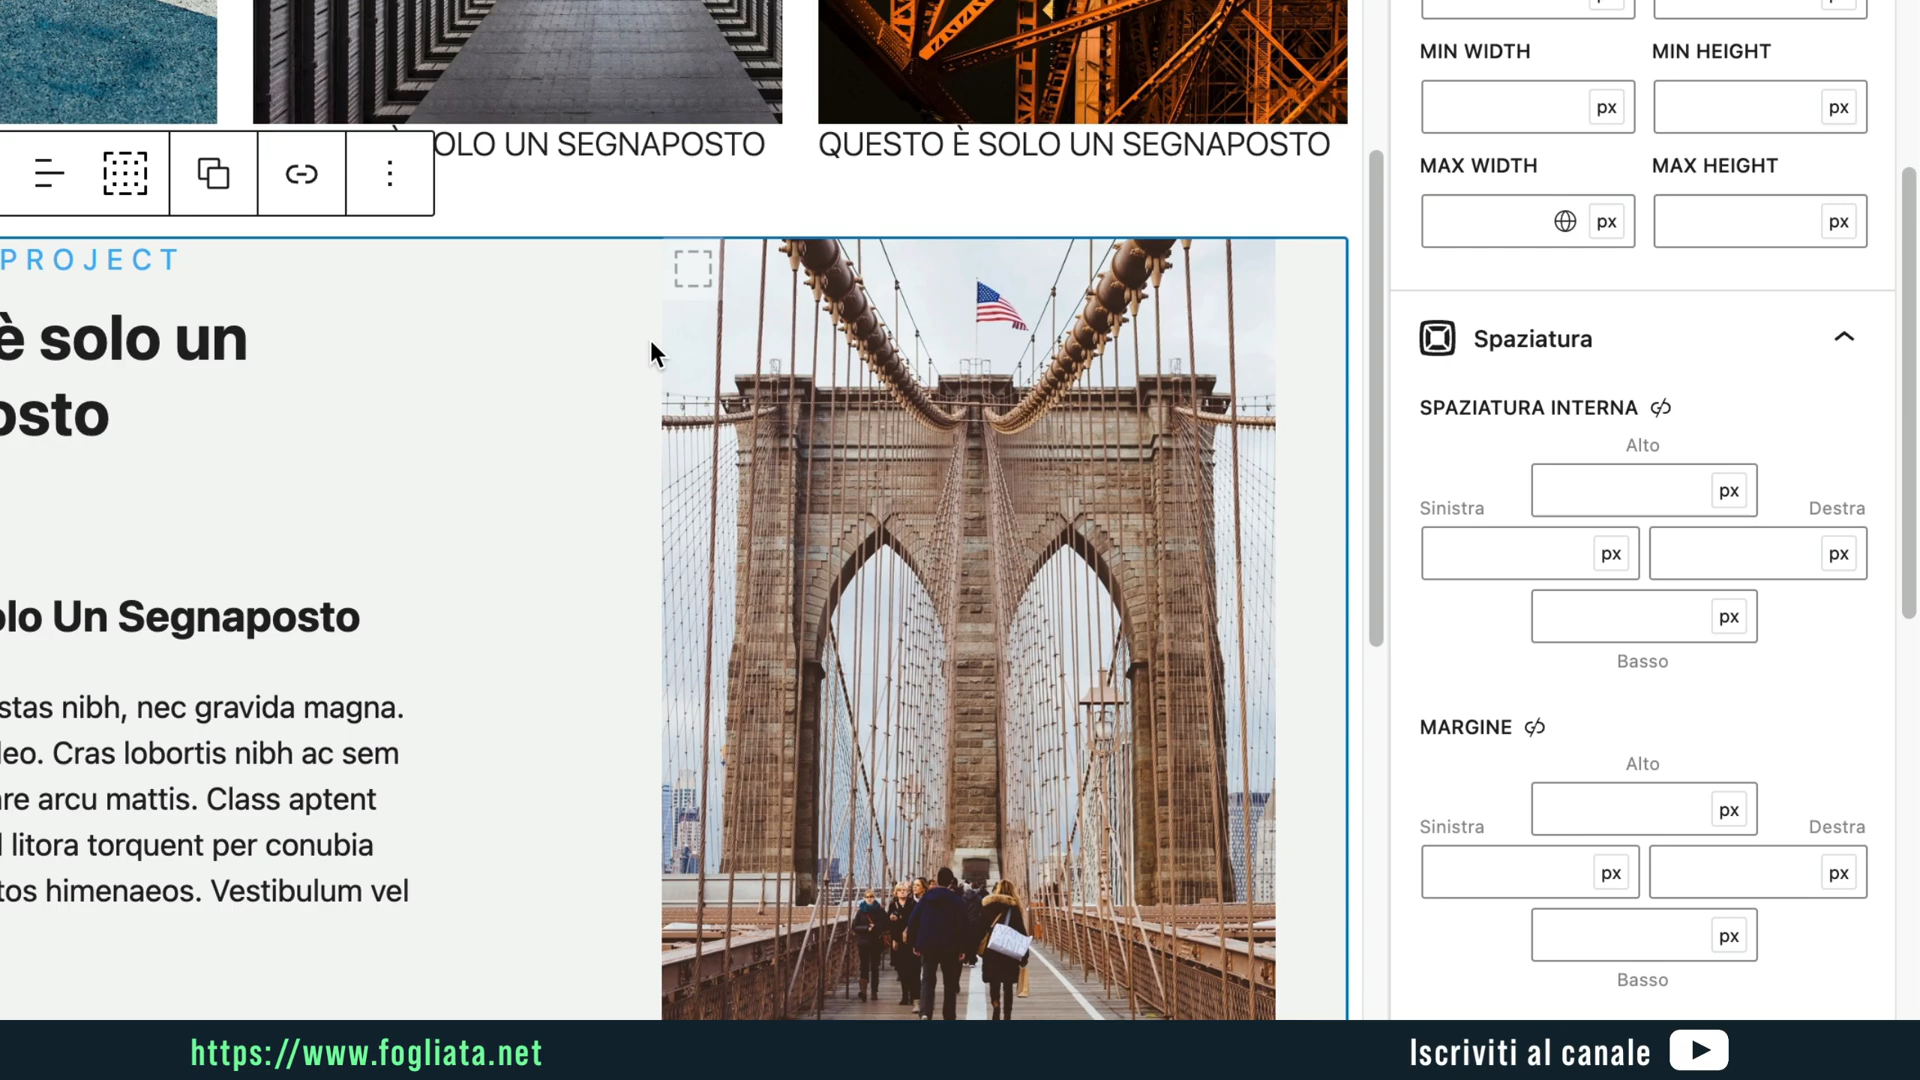 OLO UN SEGNAPOSTO
QUESTO È SOLO UN SEGNAPOSTO
PROJECT
è solo un
osto
olo Un Segnaposto
stas nibh, nec gravida magna.
leo. Cras lobortis nibh ac sem
re arcu mattis. Class aptent
litora torquent per conubia
tos himenaeos. Vestibulum vel
MIN WIDTH
MIN HEIGHT
px
px
MAX WIDTH
MAX HEIGHT
px
px
Spaziatura
SPAZIATURA INTERNA
Alto
px
Sinistra
Destra
px
px
px
Basso
MARGINE
Alto
px
Sinistra
Destra
px
px
px
Basso
https://www.fogliata.net
Iscriviti al canale